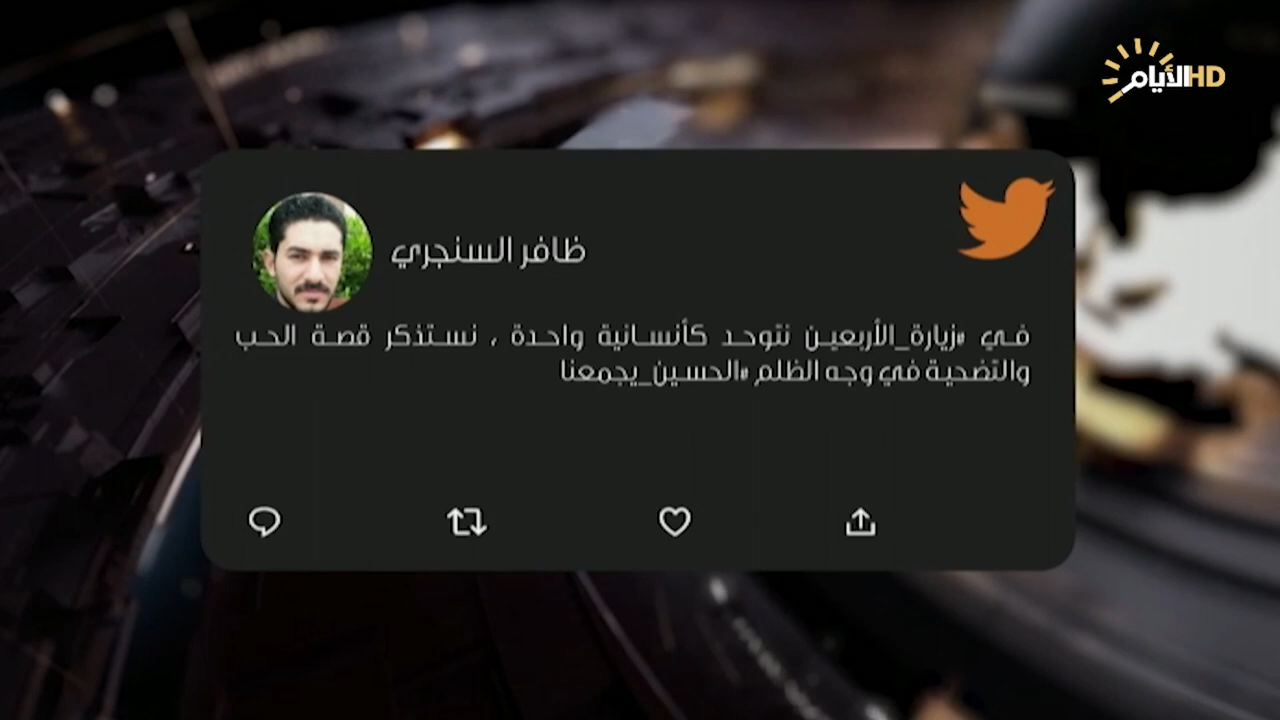 الأيام HD
ظافر السنجري
في #زيارة_الأربعين نتوحد كأنسانية واحدة ، نستذكر قصة الحب
والتضحية في وجه الظلم #الحسين_يجمعنا